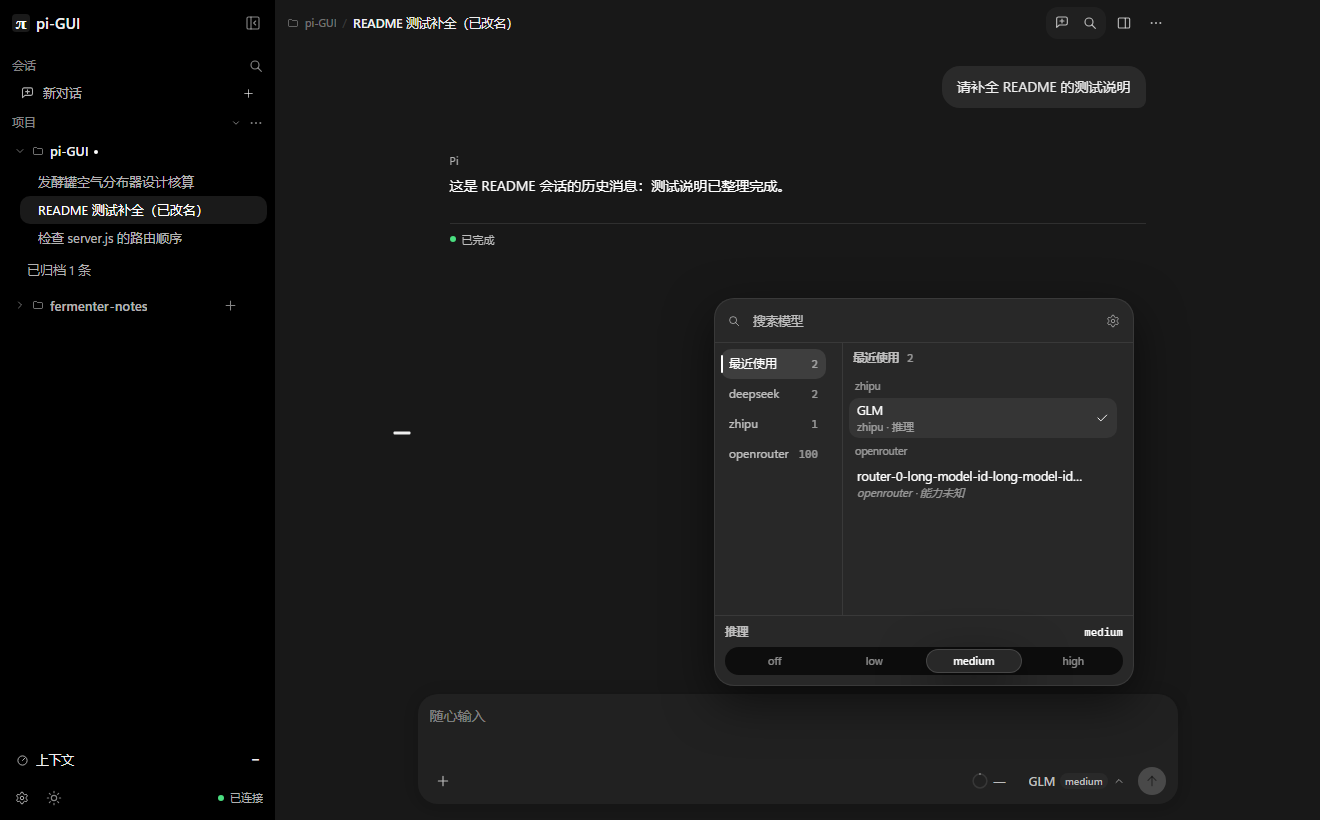 π pi-GUI
会话
新对话
项目
pi-GUI
发酵罐空气分布器设计核算
README 测试补全（已改名）
检查 server.js 的路由顺序
已归档 1 条
fermenter-notes
上下文
已连接
pi-GUI / README 测试补全（已改名）
请补全 README 的测试说明
Pi
这是 README 会话的历史消息：测试说明已整理完成。
已完成
搜索模型
最近使用 2
deepseek 2
zhipu 1
openrouter 100
最近使用 2
zhipu
GLM
zhipu · 推理
openrouter
router-0-long-model-id-long-model-id...
openrouter · 能力未知
推理 medium
off low medium high
随心输入
GLM medium